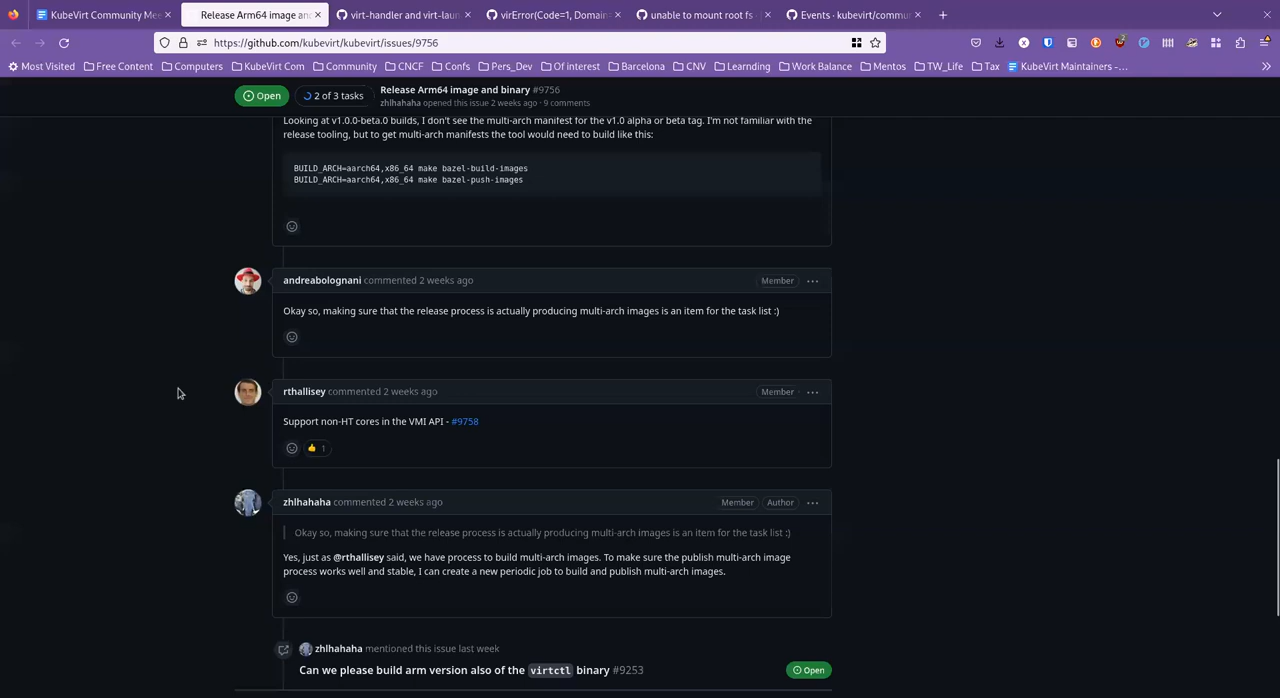 KubeVirt Community Mee
Release Arm64 image an
virt-handler and virt-laun
virError(Code=1, Domain=
unable to mount root fs
Events · kubevirt/commu
https://github.com/kubevirt/kubevirt/issues/9756
Most Visited
Free Content
Computers
KubeVirt Com
Community
CNCF
Confs
Pers_Dev
Of interest
Barcelona
CNV
Learnding
Work Balance
Mentos
TW_Life
Tax
KubeVirt Maintainers -…
Open
2 of 3 tasks
Release Arm64 image and binary #9756
zhlhahaha opened this issue 2 weeks ago · 9 comments
Looking at v1.0.0-beta.0 builds, I don't see the multi-arch manifest for the v1.0 alpha or beta tag. I'm not familiar with the
release tooling, but to get multi-arch manifests the tool would need to build like this:
BUILD_ARCH=aarch64,x86_64 make bazel-build-images
BUILD_ARCH=aarch64,x86_64 make bazel-push-images
andreabolognani commented 2 weeks ago
Member
Okay so, making sure that the release process is actually producing multi-arch images is an item for the task list :)
rthallisey commented 2 weeks ago
Member
Support non-HT cores in the VMI API - #9758
1
zhlhahaha commented 2 weeks ago
Member
Author
Okay so, making sure that the release process is actually producing multi-arch images is an item for the task list :)
Yes, just as @rthallisey said, we have process to build multi-arch images. To make sure the publish multi-arch image
process works well and stable, I can create a new periodic job to build and publish multi-arch images.
zhlhahaha mentioned this issue last week
Can we please build arm version also of the virtctl binary #9253
Open